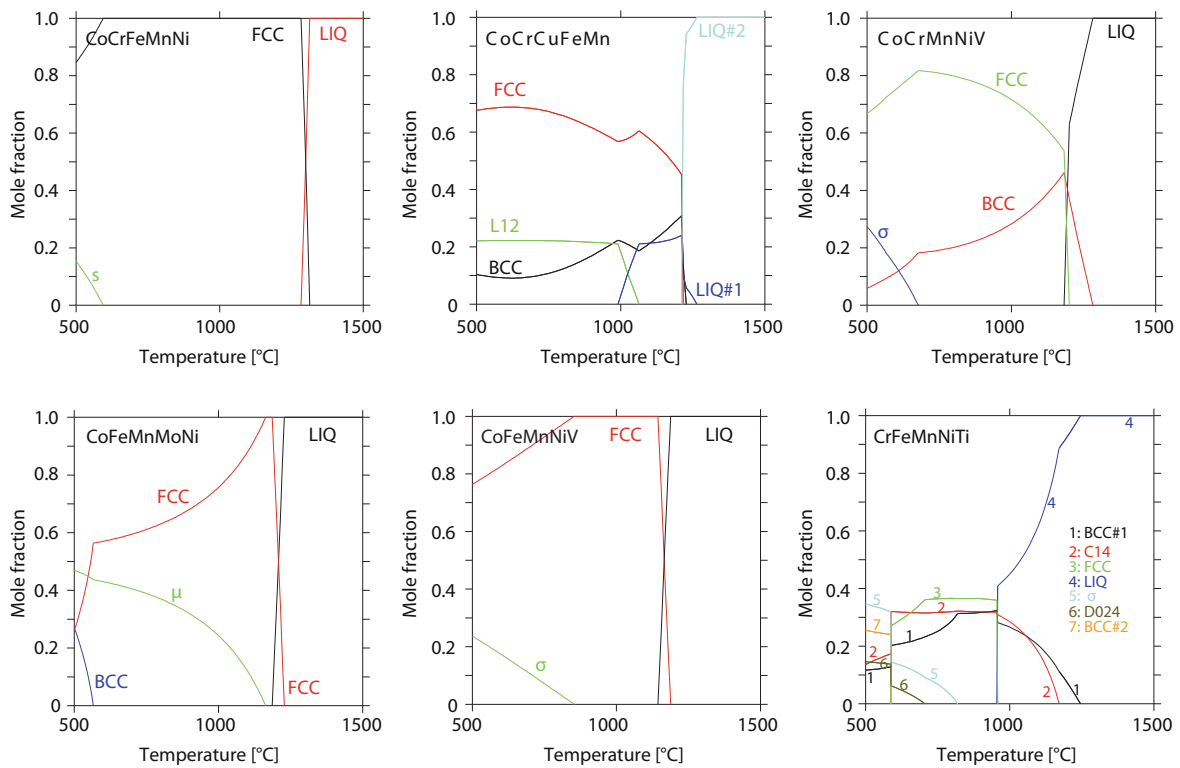 1.0
CoCrFeMnNi
FCC
LIQ
0.8
0.6
0.4
0.2
s
0
500
1000
1500
Mole fraction
Temperature [°C]
1.0
CoCrCuFeMn
LIQ#2
0.8
FCC
0.6
0.4
L12
0.2
BCC
LIQ#1
0
500
1000
1500
Mole fraction
Temperature [°C]
1.0
CoCrMnNiV
LIQ
FCC
0.8
0.6
0.4
BCC
σ
0.2
0
500
1000
1500
Mole fraction
Temperature [°C]
1.0
CoFeMnMoNi
LIQ
0.8
FCC
0.6
0.4
μ
0.2
BCC
FCC
0
500
1000
1500
Mole fraction
Temperature [°C]
1.0
CoFeMnNiV
FCC
LIQ
0.8
0.6
0.4
0.2
σ
0
500
1000
1500
Mole fraction
Temperature [°C]
1.0
CrFeMnNiTi
4
0.8
4
0.6
1: BCC#1
2: C14
3: FCC
4: LIQ
5: σ
6: D024
7: BCC#2
0.4
5
3
2
7
1
0.2
2
6
1
5
6
2
1
0
500
1000
1500
Mole fraction
Temperature [°C]